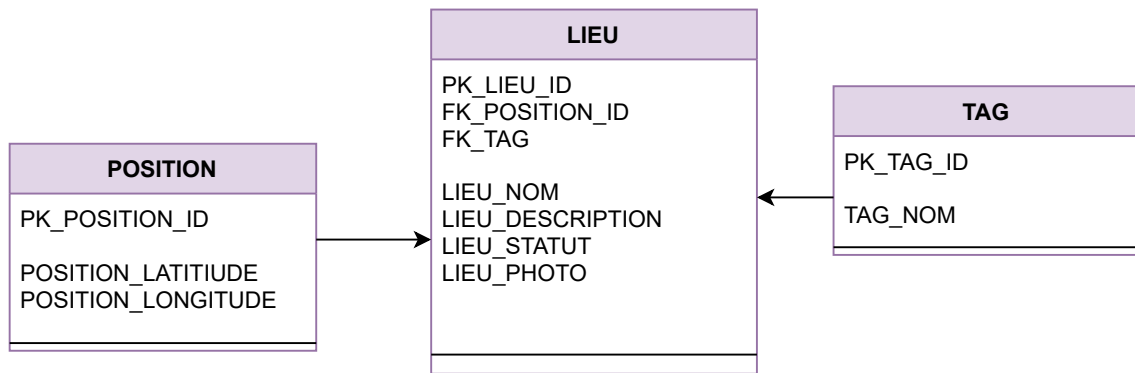 POSITION
PK_POSITION_ID
POSITION_LATITIUDE
POSITION_LONGITUDE
LIEU
PK_LIEU_ID
FK_POSITION_ID
FK_TAG
LIEU_NOM
LIEU_DESCRIPTION
LIEU_STATUT
LIEU_PHOTO
TAG
PK_TAG_ID
TAG_NOM